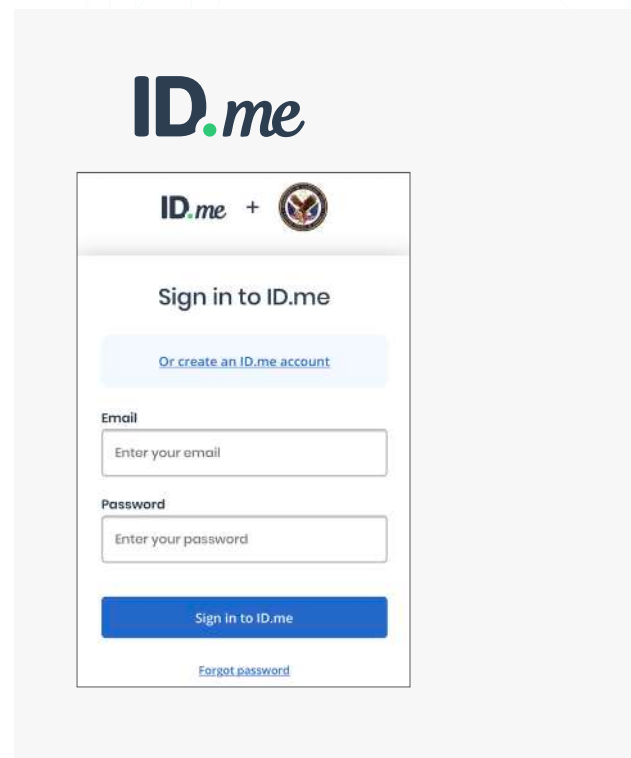 ID.me
ID.me +
Sign in to ID.me
Or create an ID.me account
Email
Enter your email
Password
Enter your password
Sign in to ID.me
Forgot password